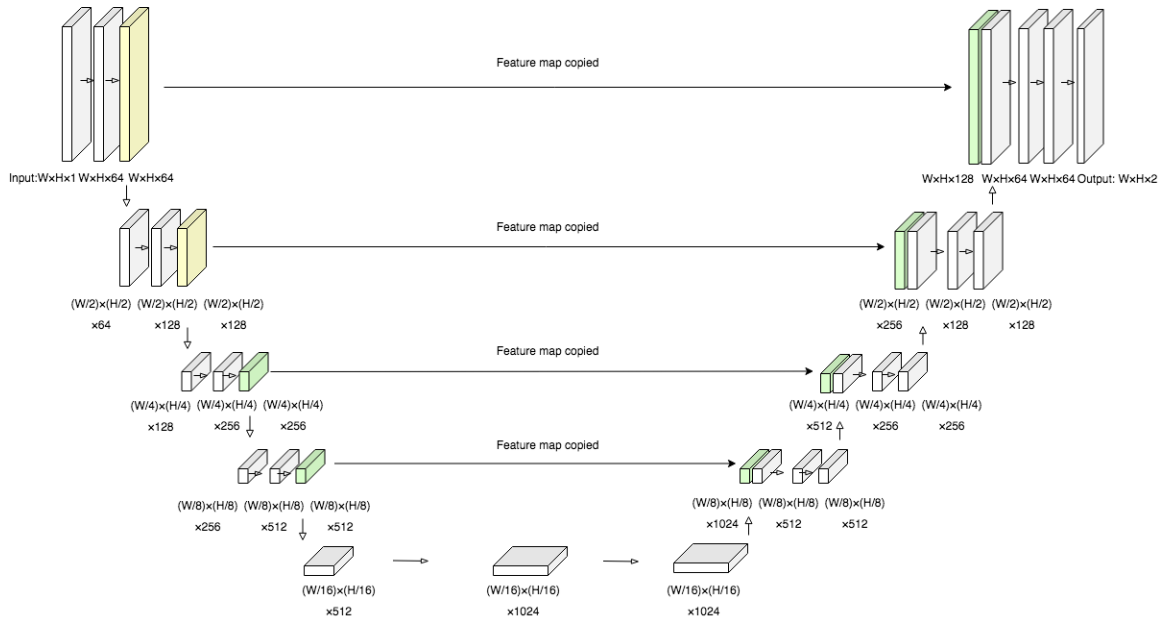 Feature map copied
Input:W×H×1 W×H×64 W×H×64
W×H×128 W×H×64 W×H×64 Output: W×H×2
Feature map copied
(W/2)×(H/2) (W/2)×(H/2) (W/2)×(H/2)
×64 ×128 ×128
(W/2)×(H/2) (W/2)×(H/2) (W/2)×(H/2)
×256 ×128 ×128
Feature map copied
(W/4)×(H/4) (W/4)×(H/4) (W/4)×(H/4)
×128 ×256 ×256
(W/4)×(H/4) (W/4)×(H/4) (W/4)×(H/4)
×512 ×256 ×256
Feature map copied
(W/8)×(H/8) (W/8)×(H/8) (W/8)×(H/8)
×256 ×512 ×512
(W/8)×(H/8) (W/8)×(H/8) (W/8)×(H/8)
×1024 ×512 ×512
(W/16)×(H/16) (W/16)×(H/16) (W/16)×(H/16)
×512 ×1024 ×1024